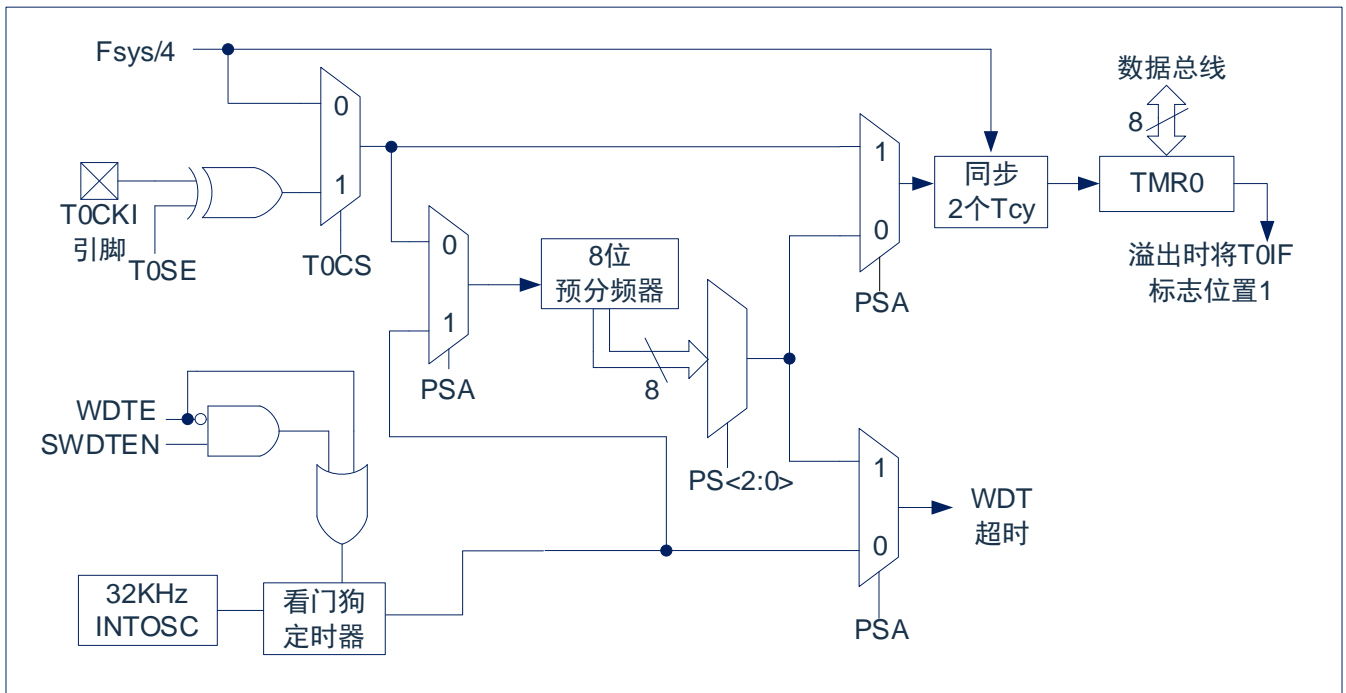 Fsys/4
数据总线
8
0
1
T0CKI
引脚
T0SE
T0CS
0
1
PSA
8位
预分频器
8
PS<2:0>
1
0
PSA
同步
2个Tcy
TMR0
溢出时将T0IF
标志位置1
WDTE
SWDTEN
32KHz
INTOSC
看门狗
定时器
1
0
PSA
WDT
超时